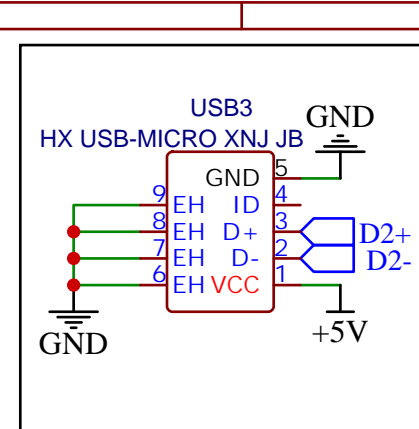 USB3
HX USB-MICRO XNJ JB
GND
GND 5
9 EH ID 4
8 EH D+ 3 D2+
7 EH D- 2 D2-
6 EH VCC 1
GND
+5V